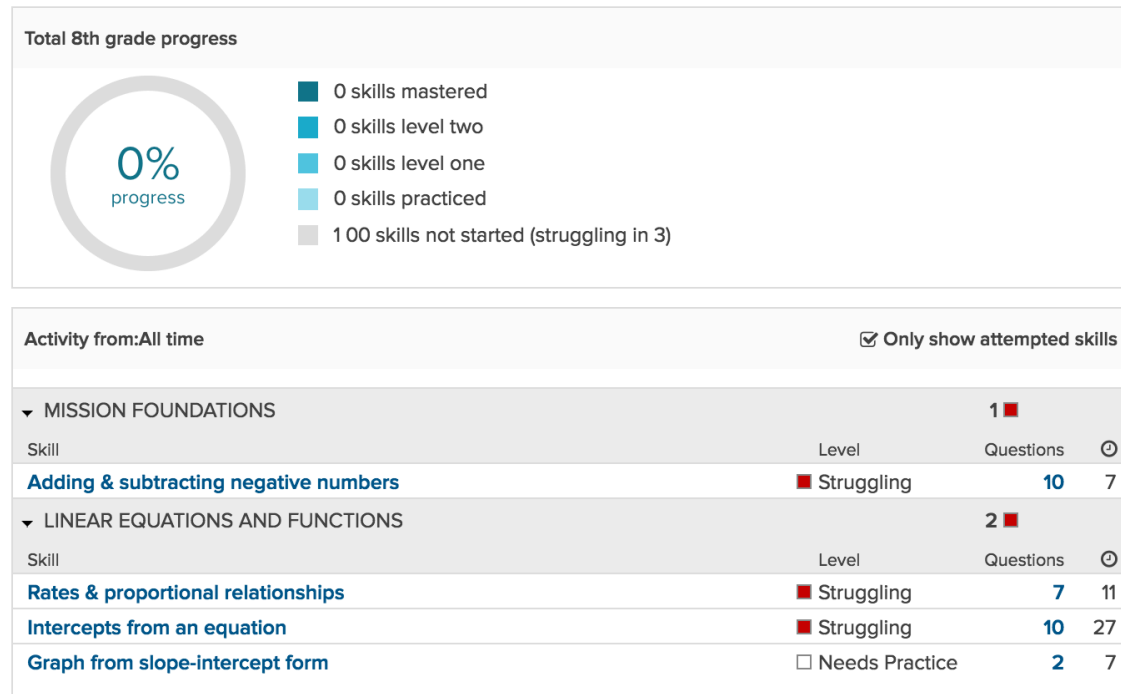 Total 8th grade progress
0%
progress
0 skills mastered
0 skills level two
0 skills level one
0 skills practiced
100 skills not started (struggling in 3)
Activity from:All time Only show attempted skills
MISSION FOUNDATIONS 1
Skill Level Questions
Adding & subtracting negative numbers Struggling 10 7
LINEAR EQUATIONS AND FUNCTIONS 2
Skill Level Questions
Rates & proportional relationships Struggling 7 11
Intercepts from an equation Struggling 10 27
Graph from slope-intercept form Needs Practice 2 7